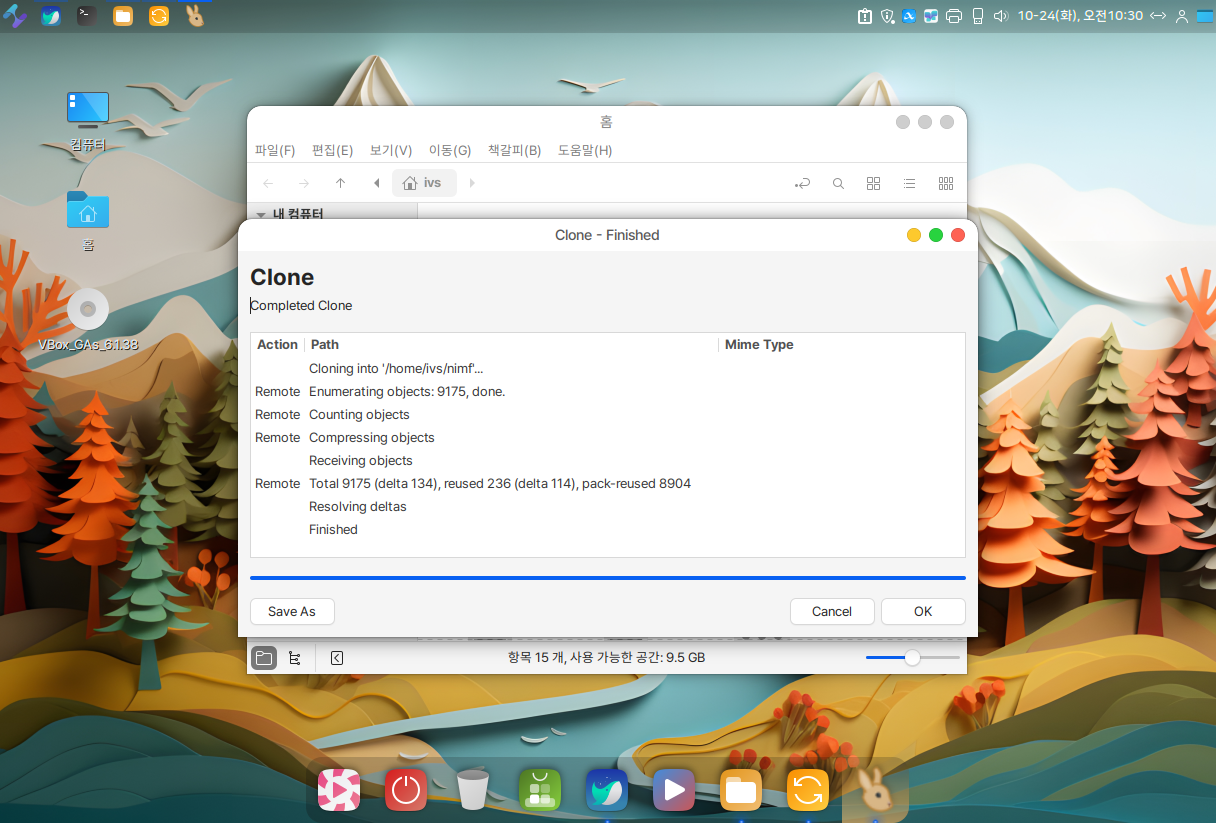 10-24(화), 오전10:30
컴퓨터
홈
VBox_GAs_6.1.38
홈
파일(F) 편집(E) 보기(V) 이동(G) 책갈피(B) 도움말(H)
ivs
내 컴퓨터
Clone - Finished
Clone
Completed Clone
Action Path Mime Type
Cloning into '/home/ivs/nimf'...
Remote Enumerating objects: 9175, done.
Remote Counting objects
Remote Compressing objects
Receiving objects
Remote Total 9175 (delta 134), reused 236 (delta 114), pack-reused 8904
Resolving deltas
Finished
Save As Cancel OK
항목 15 개, 사용 가능한 공간: 9.5 GB